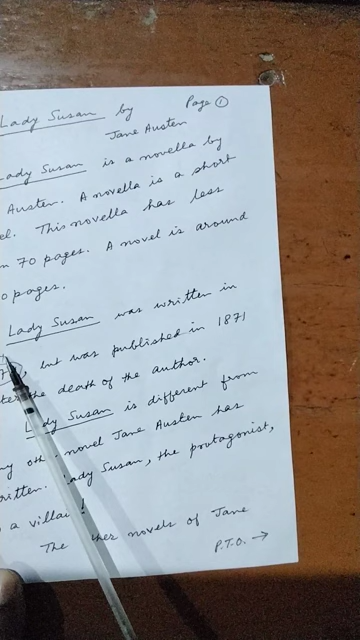 Lady Susan by Page 1
Jane Austen
Lady Susan is a novella by
Austen. A novella is a short
This novella has less
70 pages. A novel is around
pages.
Lady Susan was written in
but was published in 1871
the death of the author.
Lady Susan is different from
novel Jane Austen has
Lady Susan, the protagonist,
a villain!
The novels of Jane
P.T.O. →